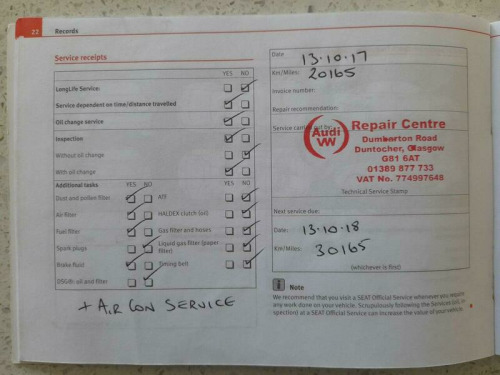 22 Records
Service receipts
YES NO
LongLife Service:
Service dependent on time/distance travelled
Oil change service
Inspection
Without oil change
With oil change
Additional tasks YES NO YES NO
Dust and pollen filter ATF
Air filter HALDEX clutch (oil)
Fuel filter Gas filter and hoses
Spark plugs Liquid gas filter (paper
filter)
Brake fluid Timing belt
DSG®: oil and filter
+ AIR CON SERVICE
Date 13.10.17
Km/Miles: 20165
Invoice number:
Repair recommendation:
Service carried out by:
Audi
VW
Repair Centre
Dumbarton Road
Duntocher, Glasgow
G81 6AT
01389 877 733
VAT No. 774997648
Technical Service Stamp
Next service due:
Date: 13.10.18
Km/Miles: 30165
(whichever is first)
i Note
We recommend that you visit a SEAT Official Service whenever you require
any work done on your vehicle. Scrupulously following the Services (oil, in-
spection) at a SEAT Official Service can increase the value of your vehicle.